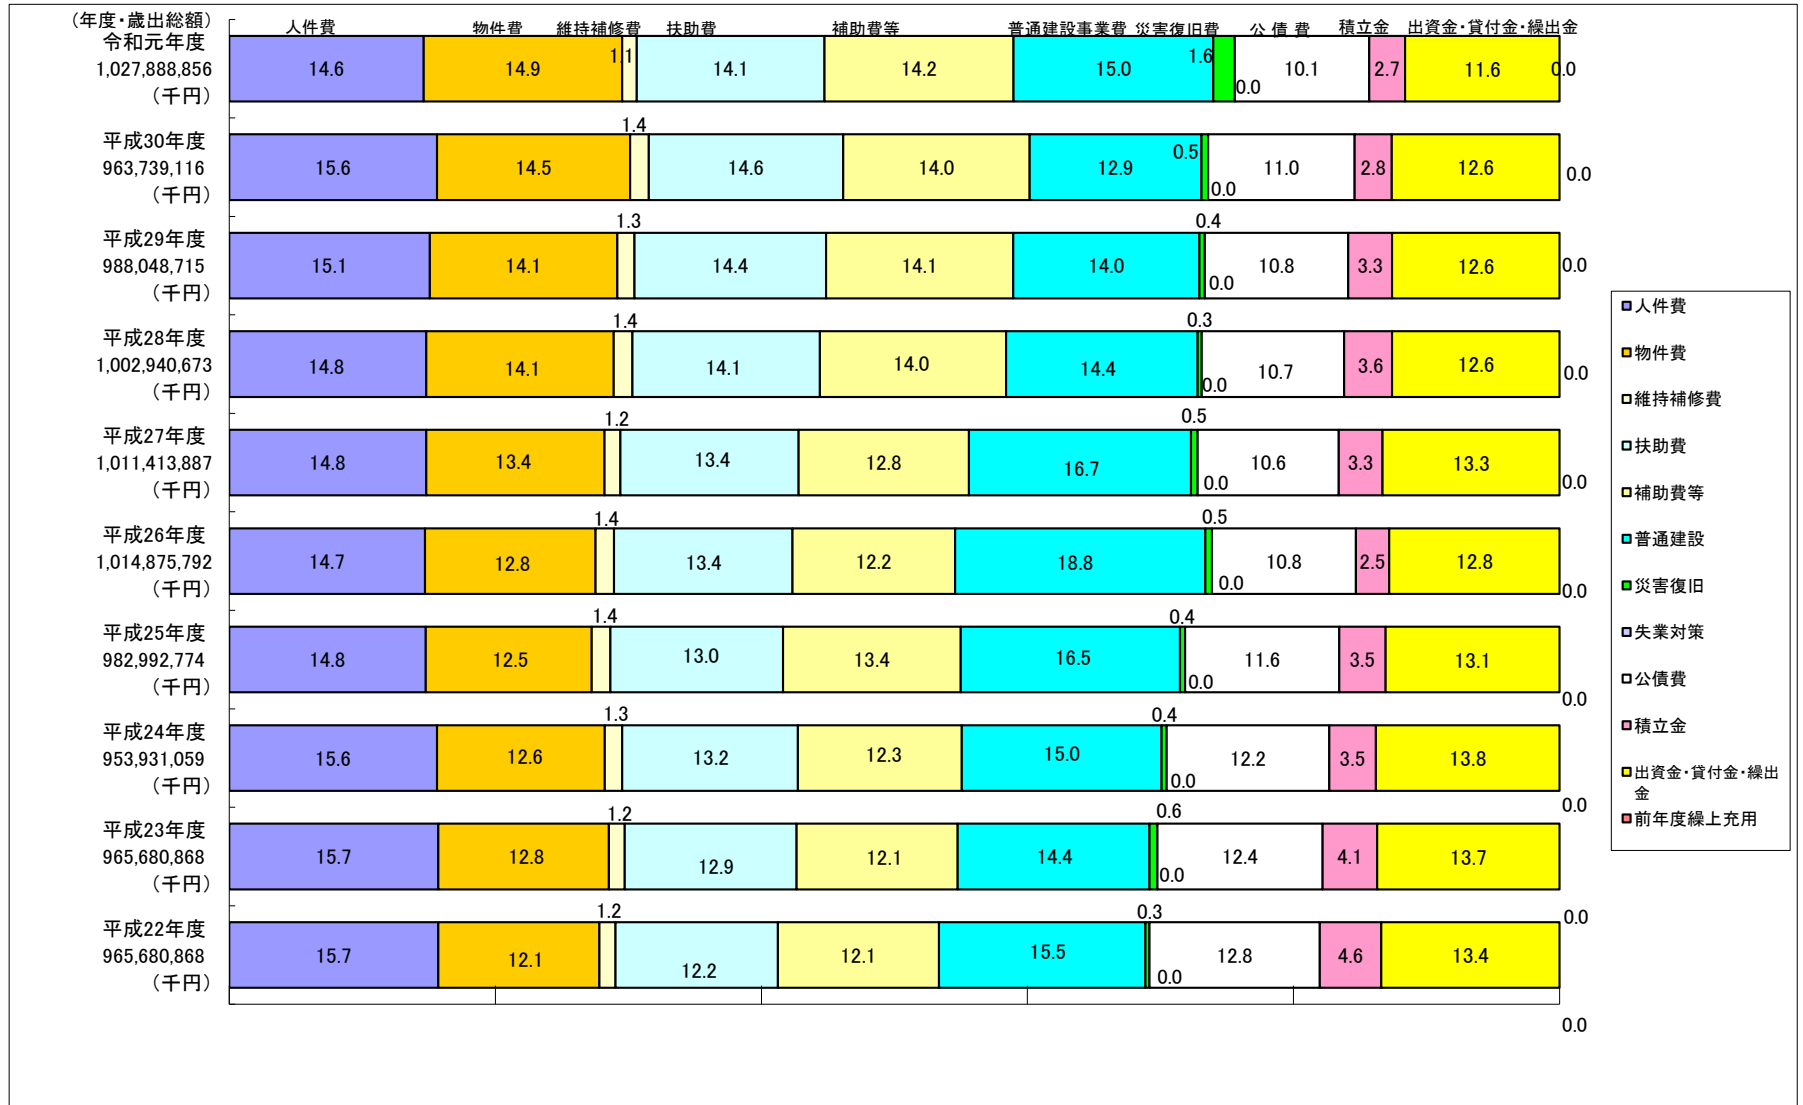 （年度・歳出総額）
人件費 物件費 維持補修費 扶助費 補助費等 普通建設事業費 災害復旧費 公 債 費 積立金 出資金・貸付金・繰出金
令和元年度
1,027,888,856
（千円）
14.6 14.9 1.1 14.1 14.2 15.0 1.6 0.0 10.1 2.7 11.6 0.0
平成30年度
963,739,116
（千円）
15.6 14.5 1.4 14.6 14.0 12.9 0.5 0.0 11.0 2.8 12.6 0.0
平成29年度
988,048,715
（千円）
15.1 14.1 1.3 14.4 14.1 14.0 0.4 0.0 10.8 3.3 12.6 0.0
平成28年度
1,002,940,673
（千円）
14.8 14.1 1.4 14.1 14.0 14.4 0.3 0.0 10.7 3.6 12.6 0.0
平成27年度
1,011,413,887
（千円）
14.8 13.4 1.2 13.4 12.8 16.7 0.5 0.0 10.6 3.3 13.3 0.0
平成26年度
1,014,875,792
（千円）
14.7 12.8 1.4 13.4 12.2 18.8 0.5 0.0 10.8 2.5 12.8 0.0
平成25年度
982,992,774
（千円）
14.8 12.5 1.4 13.0 13.4 16.5 0.4 0.0 11.6 3.5 13.1 0.0
平成24年度
953,931,059
（千円）
15.6 12.6 1.3 13.2 12.3 15.0 0.4 0.0 12.2 3.5 13.8 0.0
平成23年度
965,680,868
（千円）
15.7 12.8 1.2 12.9 12.1 14.4 0.6 0.0 12.4 4.1 13.7 0.0
平成22年度
965,680,868
（千円）
15.7 12.1 1.2 12.2 12.1 15.5 0.3 0.0 12.8 4.6 13.4 0.0
人件費
物件費
維持補修費
扶助費
補助費等
普通建設
災害復旧
失業対策
公債費
積立金
出資金・貸付金・繰出
金
前年度繰上充用